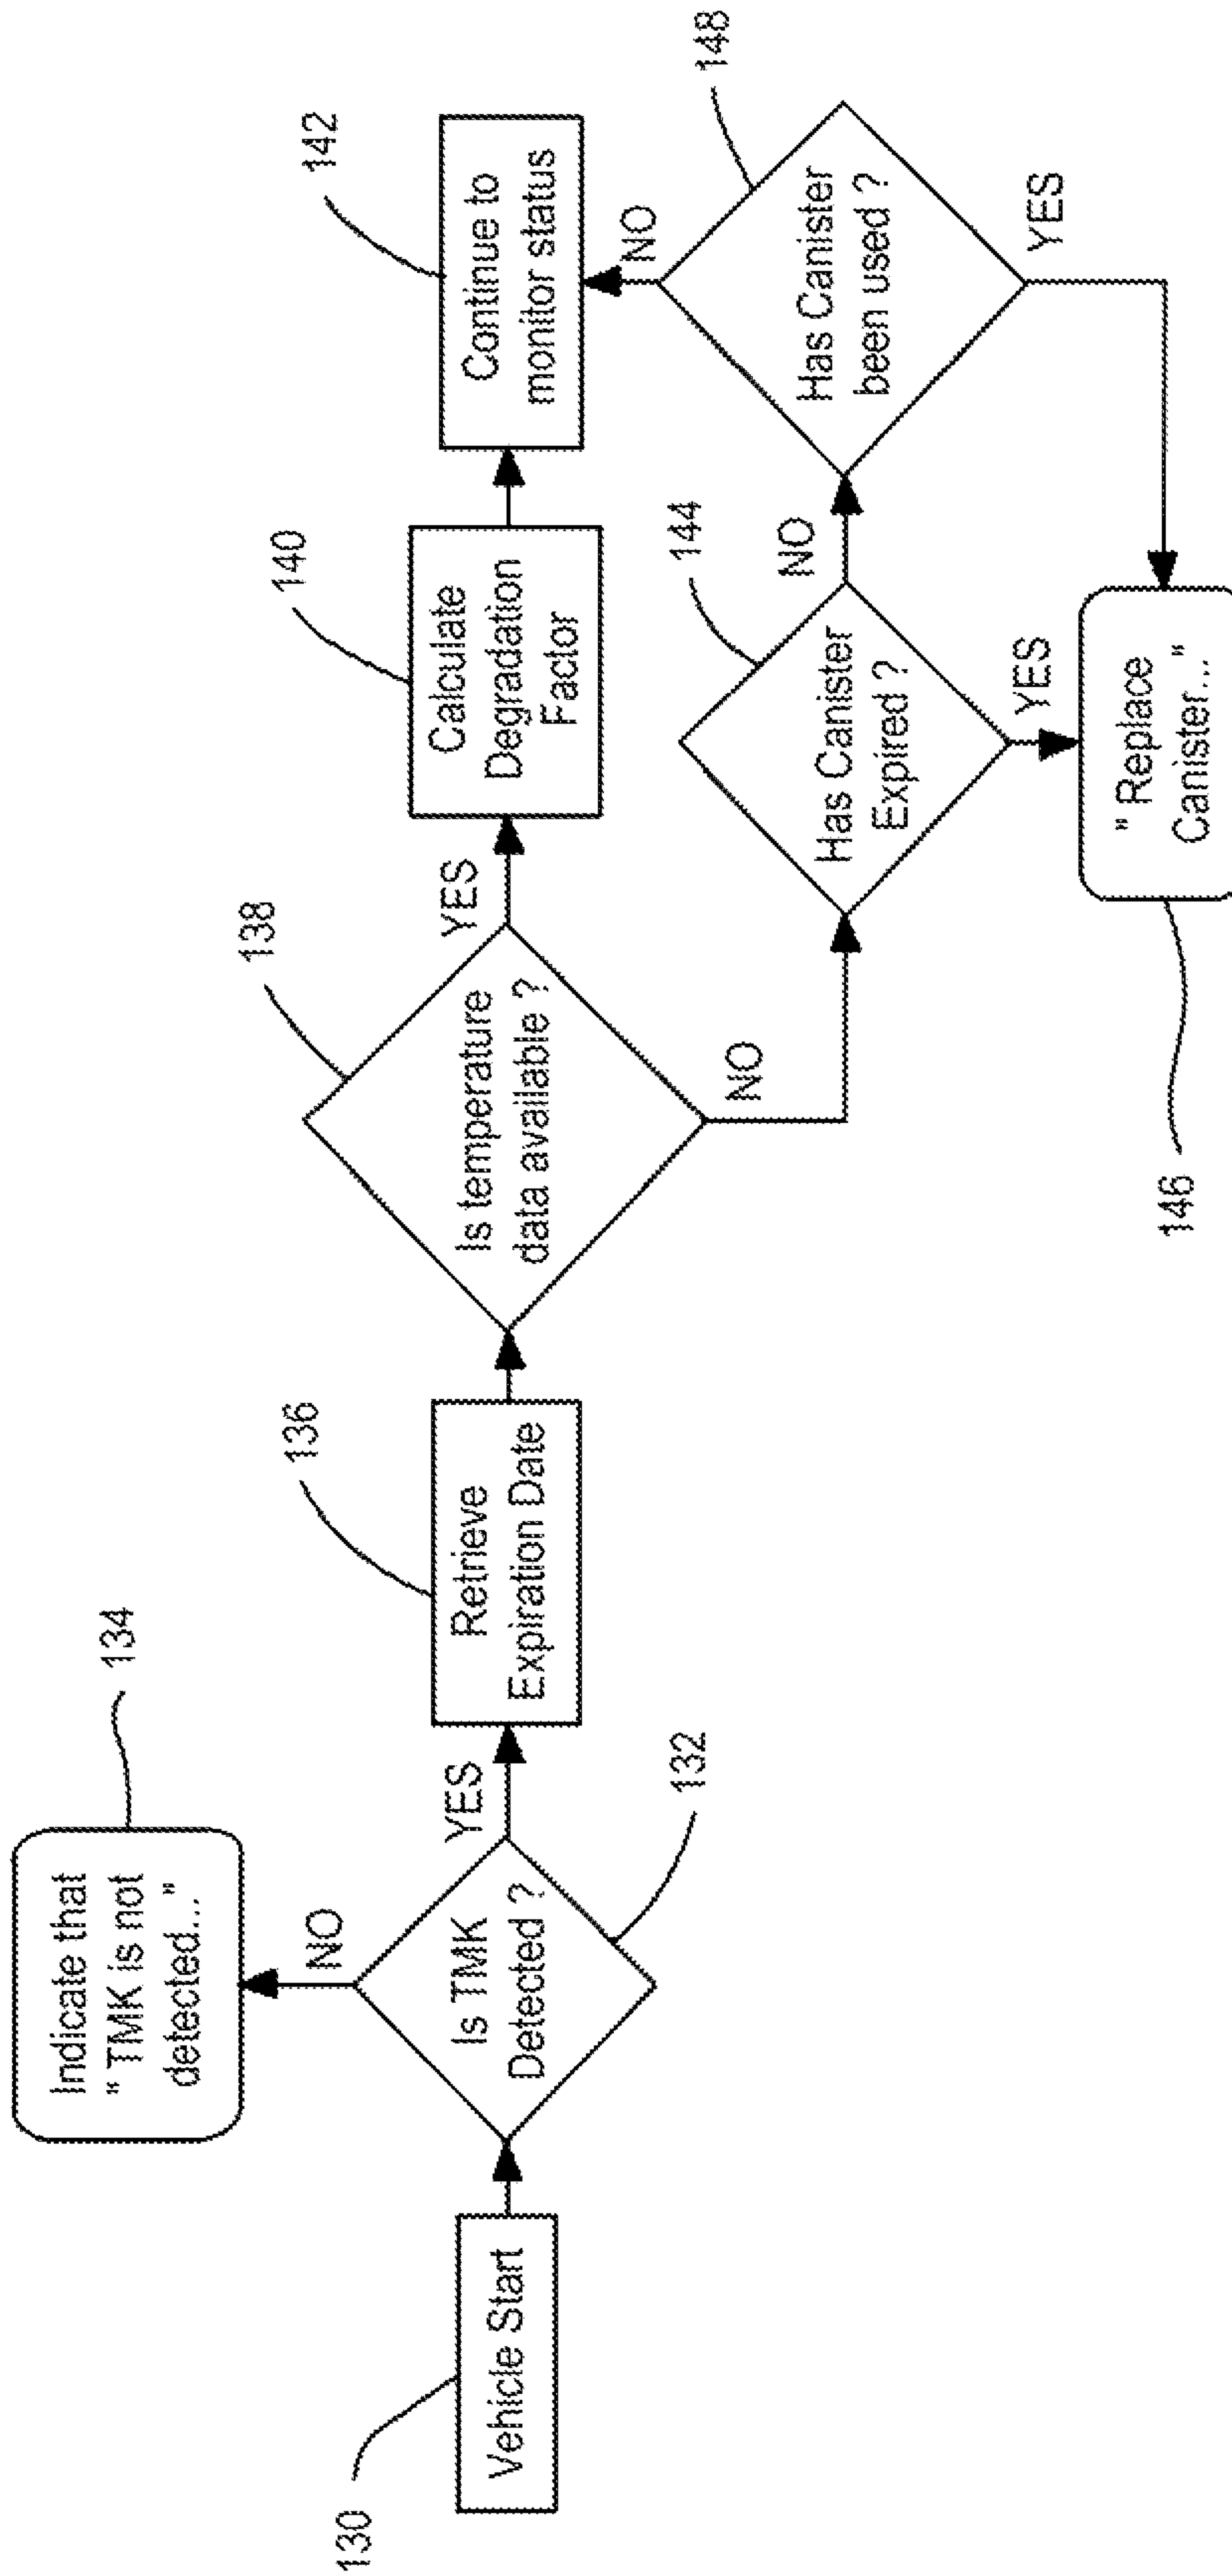 130
Vehicle Start
Is TMK
Detected ?
132
NO
Indicate that
" TMK is not
detected..."
134
YES
Retrieve
Expiration Date
136
Is temperature
data available ?
138
YES
Calculate
Degradation
Factor
140
Continue to
monitor status
142
NO
Has Canister
Expired ?
144
YES
" Replace
Canister..."
146
NO
Has Canister
been used ?
148
NO
YES